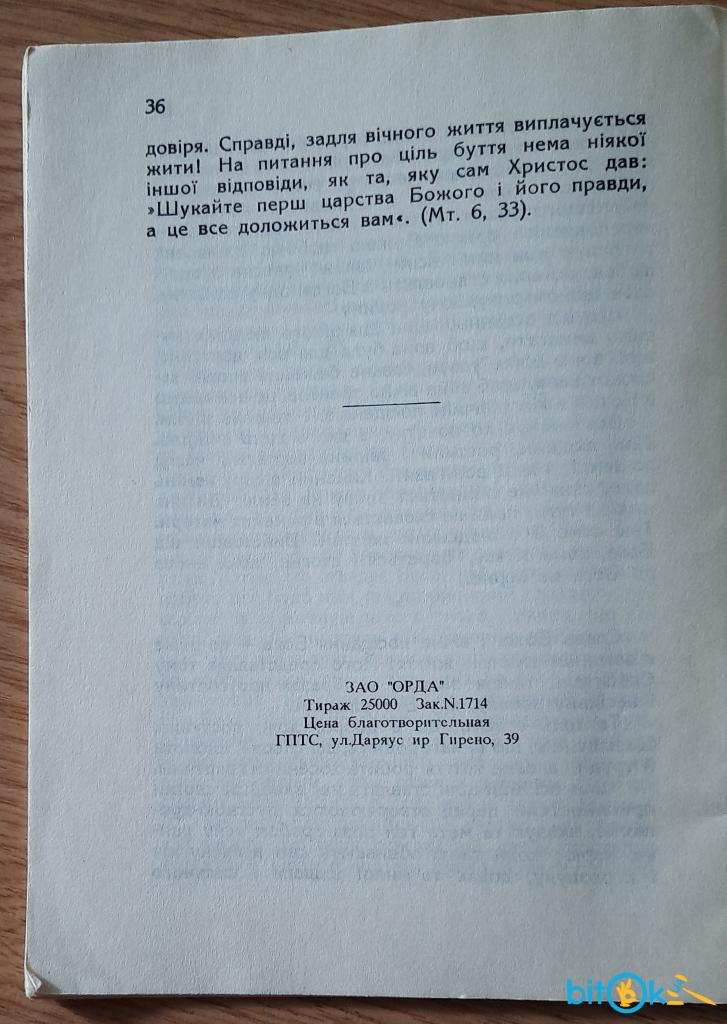 36
довіря. Справді, задля вічного життя виплачується
жити! На питання про ціль буття нема ніякої
іншої відповіди, як та, яку сам Христос дав:
»Шукайте перш царства Божого і його правди,
а це все доложиться вам«. (Мт. 6, 33).
ЗАО "ОРДА"
Тираж 25000 Зак.N.1714
Цена благотворительная
ГПТС, ул.Даряус ир Гирено, 39
bitOk